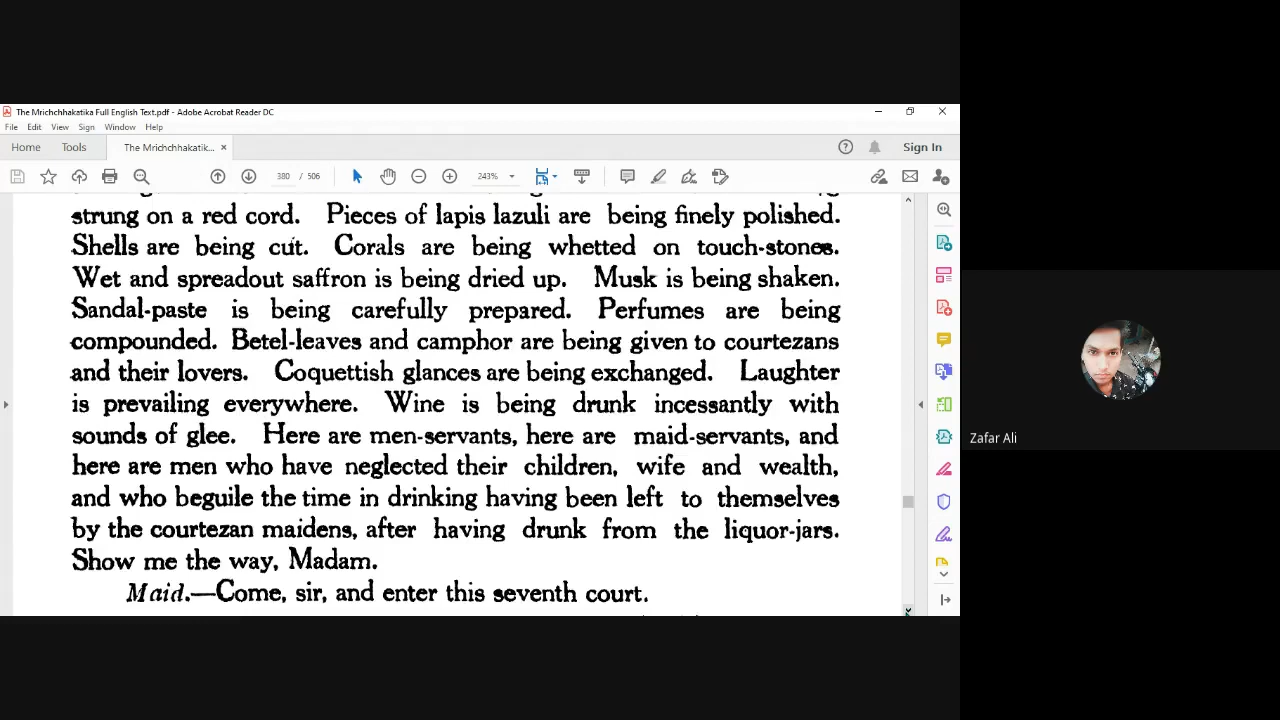 The Mrichchhakatika Full English Text.pdf - Adobe Acrobat Reader DC
File Edit View Sign Window Help
Home Tools The Mrichchhakatik... × Sign In
380 / 506 243%
strung on a red cord. Pieces of lapis lazuli are being finely polished.
Shells are being cut. Corals are being whetted on touch-stones.
Wet and spreadout saffron is being dried up. Musk is being shaken.
Sandal-paste is being carefully prepared. Perfumes are being
compounded. Betel-leaves and camphor are being given to courtezans
and their lovers. Coquettish glances are being exchanged. Laughter
is prevailing everywhere. Wine is being drunk incessantly with
sounds of glee. Here are men-servants, here are maid-servants, and
here are men who have neglected their children, wife and wealth,
and who beguile the time in drinking having been left to themselves
by the courtezan maidens, after having drunk from the liquor-jars.
Show me the way, Madam.
Maid.—Come, sir, and enter this seventh court.
Zafar Ali